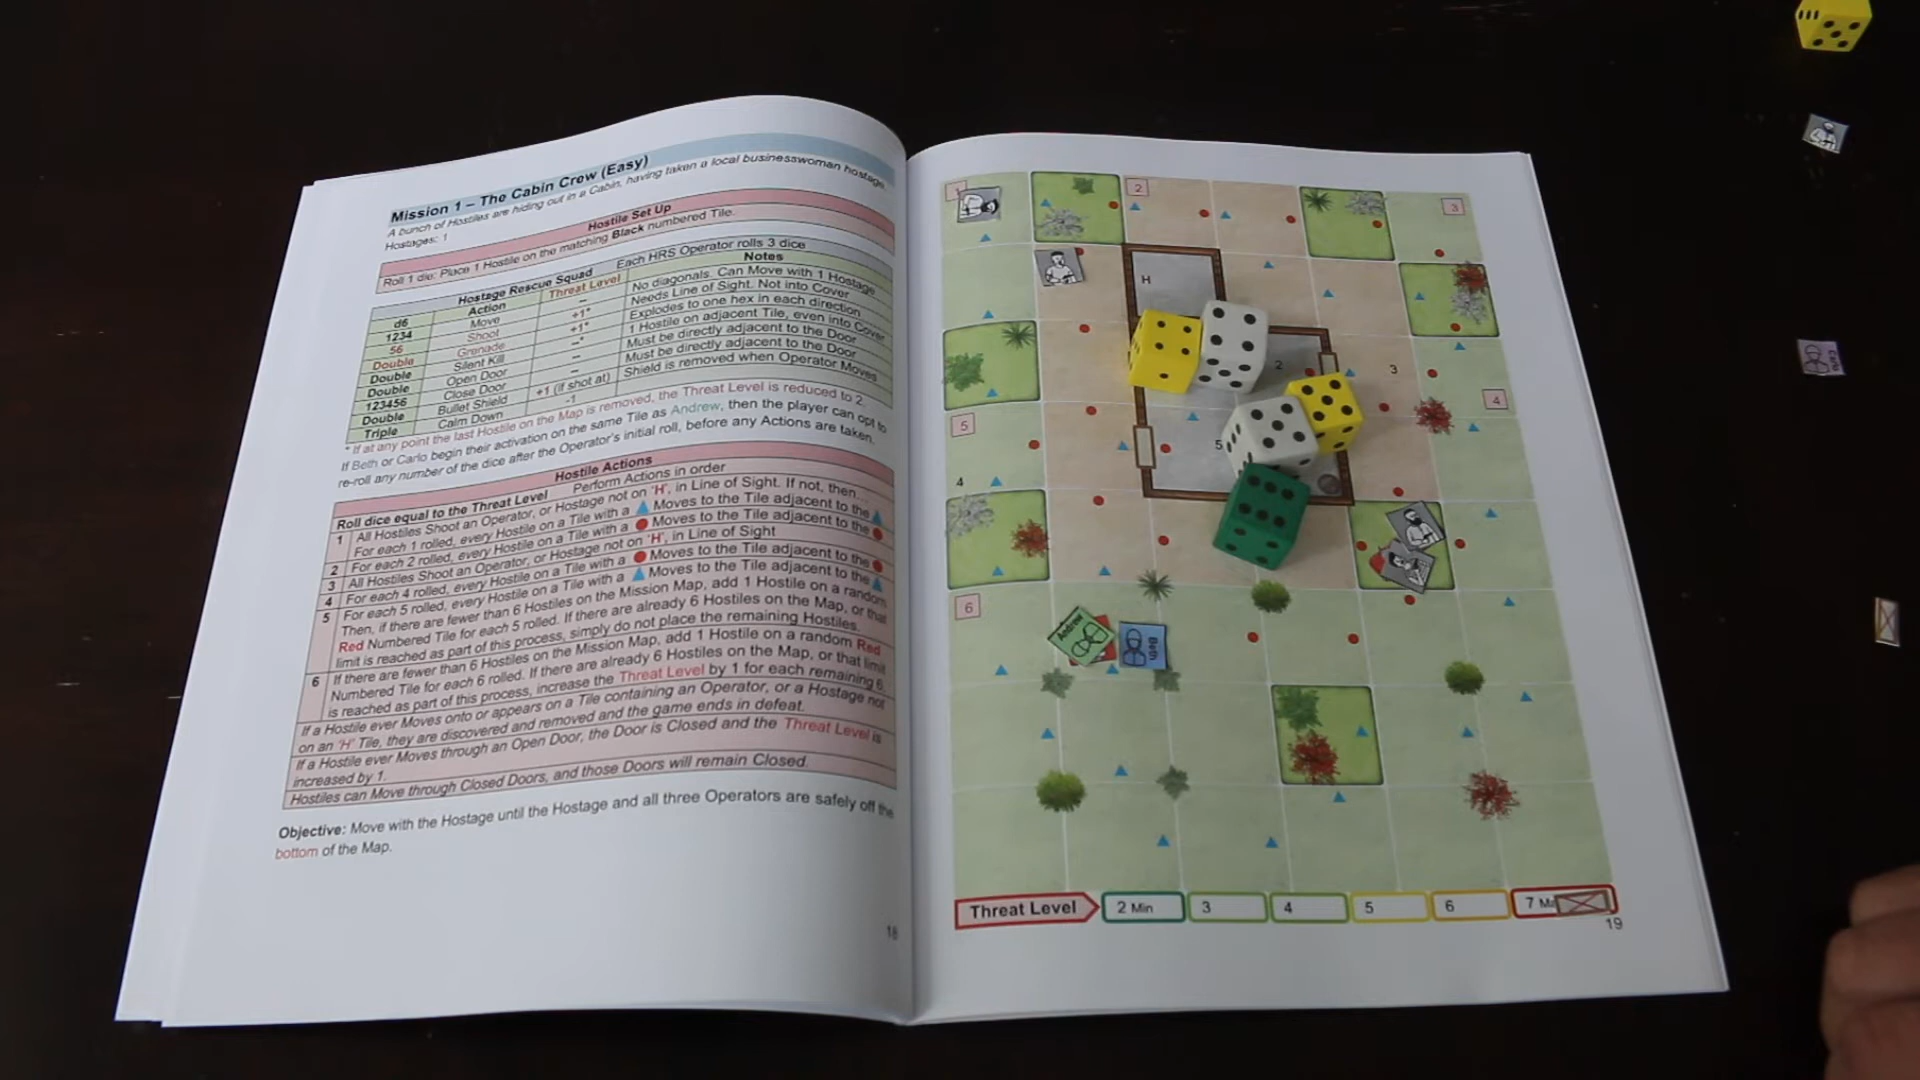 Mission 1 – The Cabin Crew (Easy)
A bunch of Hostiles are hiding out in a Cabin, having taken a local businesswoman hostage.
Hostages: 1
Hostile Set Up
Roll 1 die: Place 1 Hostile on the matching Black numbered Tile.
Hostage Rescue Squad Each HRS Operator rolls 3 dice
d6 Action Threat Level Notes
1234 Move -- No diagonals. Can Move with 1 Hostage
56 Shoot +1* Needs Line of Sight. Not into Cover
Double Grenade +1* Explodes to one hex in each direction
Double Silent Kill --* 1 Hostile on adjacent Tile, even into Cover
Double Open Door -- Must be directly adjacent to the Door
123456 Close Door -- Must be directly adjacent to the Door
Double Bullet Shield +1 (if shot at) Shield is removed when Operator Moves
Triple Calm Down -1
* If at any point the last Hostile on the Map is removed, the Threat Level is reduced to 2.
If Beth or Carlo begin their activation on the same Tile as Andrew, then the player can opt to
re-roll any number of the dice after the Operator's initial roll, before any Actions are taken.
Hostile Actions
Roll dice equal to the Threat Level Perform Actions in order
1 All Hostiles Shoot an Operator, or Hostage not on 'H', in Line of Sight. If not, then...
For each 1 rolled, every Hostile on a Tile with a Moves to the Tile adjacent to the
2 For each 2 rolled, every Hostile on a Tile with a Moves to the Tile adjacent to the
3 All Hostiles Shoot an Operator, or Hostage not on 'H', in Line of Sight
4 For each 4 rolled, every Hostile on a Tile with a Moves to the Tile adjacent to the
5 For each 5 rolled, every Hostile on a Tile with a Moves to the Tile adjacent to the
Then, if there are fewer than 6 Hostiles on the Mission Map, add 1 Hostile on a random
Red Numbered Tile for each 5 rolled. If there are already 6 Hostiles on the Map, or that
limit is reached as part of this process, simply do not place the remaining Hostiles.
6 If there are fewer than 6 Hostiles on the Mission Map, add 1 Hostile on a random Red
Numbered Tile for each 6 rolled. If there are already 6 Hostiles on the Map, or that limit
is reached as part of this process, increase the Threat Level by 1 for each remaining 6.
If a Hostile ever Moves onto or appears on a Tile containing an Operator, or a Hostage not
on an 'H' Tile, they are discovered and removed and the game ends in defeat.
If a Hostile ever Moves through an Open Door, the Door is Closed and the Threat Level is
increased by 1.
Hostiles can Move through Closed Doors, and those Doors will remain Closed.
Objective: Move with the Hostage until the Hostage and all three Operators are safely off the
bottom of the Map.
18
1
2
3
H
2
3
4
5
5
4
6
Andrew
Beth
Carlo
Threat Level 2 Min 3 4 5 6 7
19